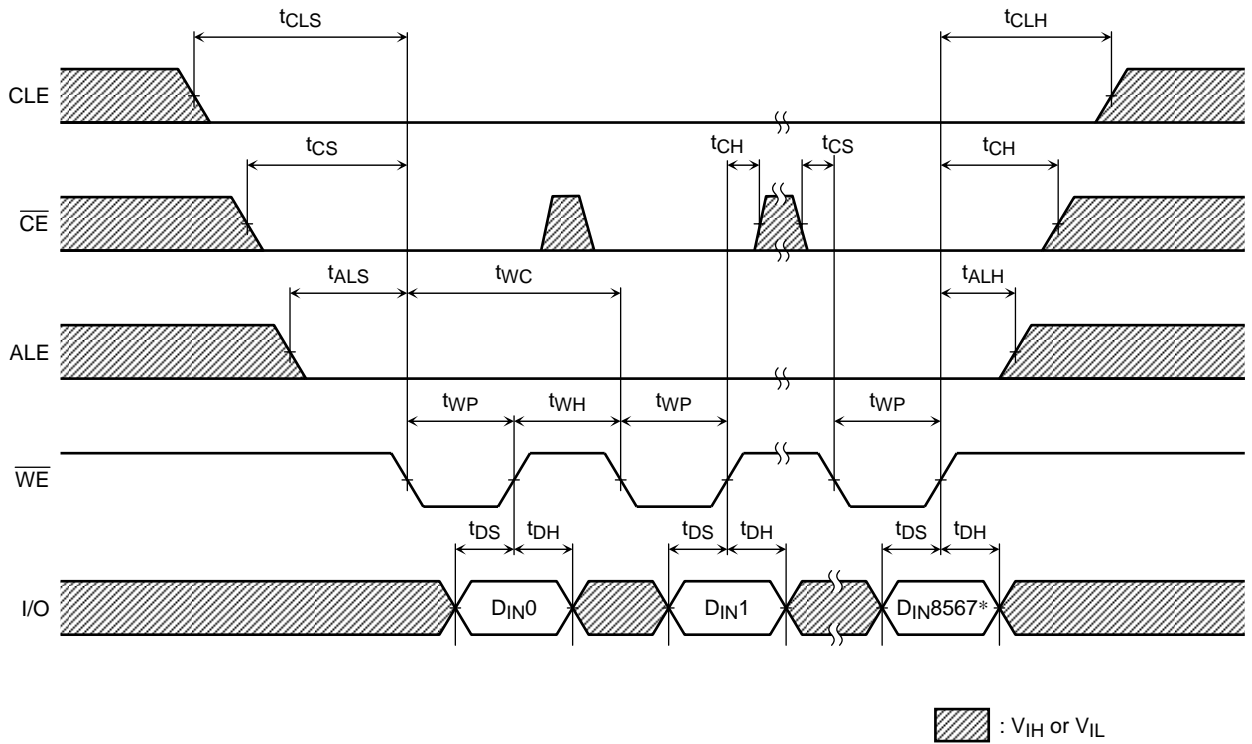 tCLS tCLH
CLE
tCS tCH tCS tCH
CE
tALS tWC tALH
ALE
tWP tWH tWP tWP
WE
tDS tDH tDS tDH tDS tDH
I/O DIN0 DIN1 DIN8567*
: VIH or VIL